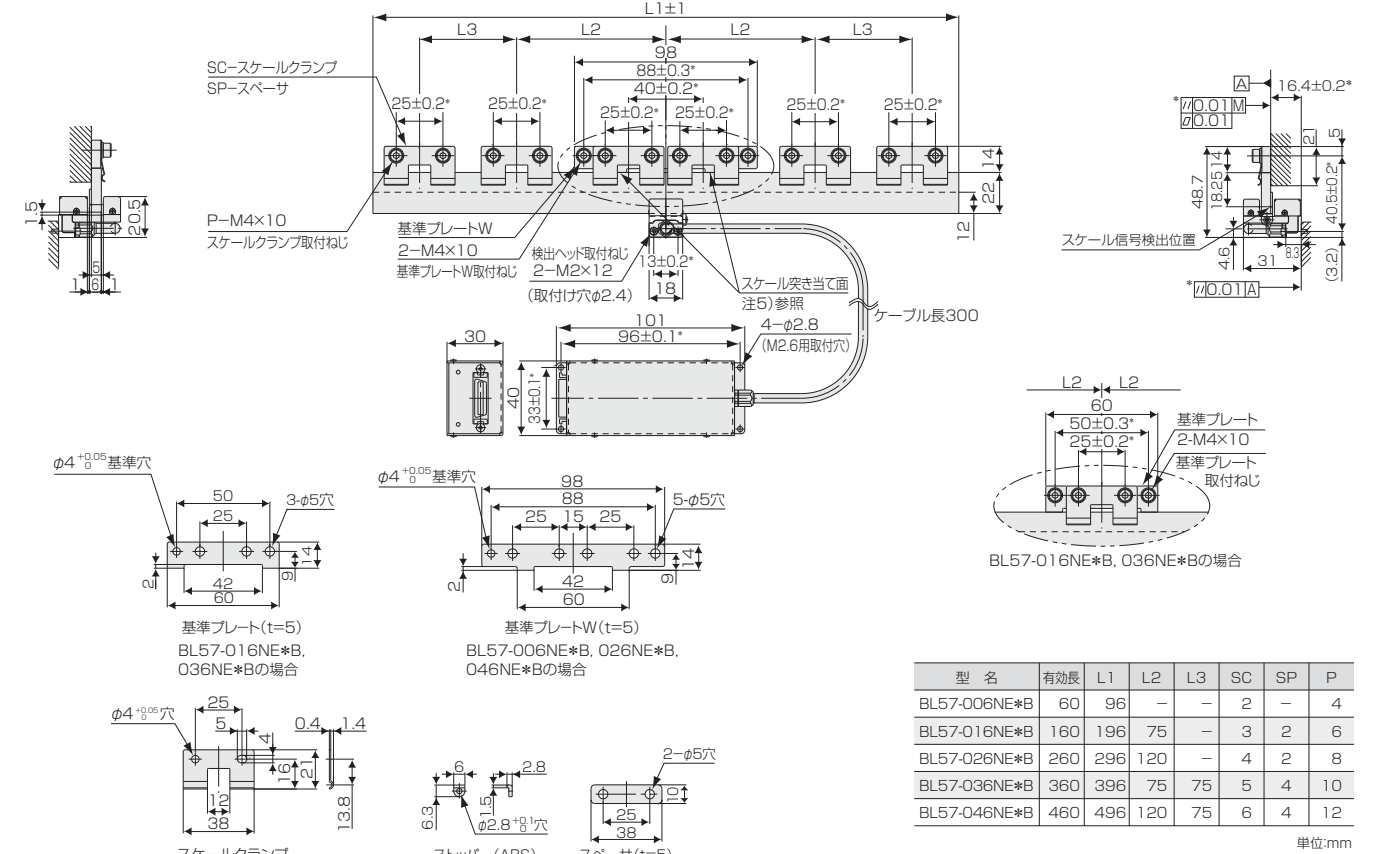 L1±1
L3
L2
L2
L3
98
88±0.3*
40±0.2*
25±0.2*
25±0.2*
25±0.2*
25±0.2*
25±0.2*
25±0.2*
SC−スケールクランプ
SP−スペーサ
P−M4×10
スケールクランプ取付ねじ
基準プレートW
2−M4×10
基準プレートW取付ねじ
検出ヘッド取付ねじ
2−M2×12
(取付け穴φ2.4)
13±0.2*
18
スケール突き当て面
注5)参照
ケーブル長300
14
22
12
1.5
20.5
5
1
6
1
A
16.4±0.2*
* // 0.01 M
⏥ 0.01
21
5
48.7
14
18.25
40.5±0.2*
スケール信号検出位置
4.6
8.3
31
(3.2)
* // 0.01 A
30
101
96±0.1*
4−φ2.8
(M2.6用取付穴)
40
33±0.1*
L2
L2
60
50±0.3*
25±0.2*
基準プレート
2-M4×10
基準プレート
取付ねじ
BL57-016NE*B, 036NE*Bの場合
φ4 +0.05 0 基準穴
50
25
3-φ5穴
14
9
2
42
60
基準プレート(t=5)
BL57-016NE*B,
036NE*Bの場合
φ4 +0.05 0 基準穴
98
88
25
15
25
5-φ5穴
14
9
2
42
60
基準プレートW(t=5)
BL57-006NE*B, 026NE*B,
046NE*Bの場合
φ4 +0.05 0 穴
25
5
4
0.4
1.4
16
21
12
38
13.8
スケールクランプ
6
2.8
6.3
1.5
φ2.8 +0.1 0 穴
ストッパー(ABS)
2−φ5穴
10
25
38
スペーサ(t=5)
型 名 有効長 L1 L2 L3 SC SP P
BL57-006NE*B 60 96 − − 2 − 4
BL57-016NE*B 160 196 75 − 3 2 6
BL57-026NE*B 260 296 120 − 4 2 8
BL57-036NE*B 360 396 75 75 5 4 10
BL57-046NE*B 460 496 120 75 6 4 12
単位:mm